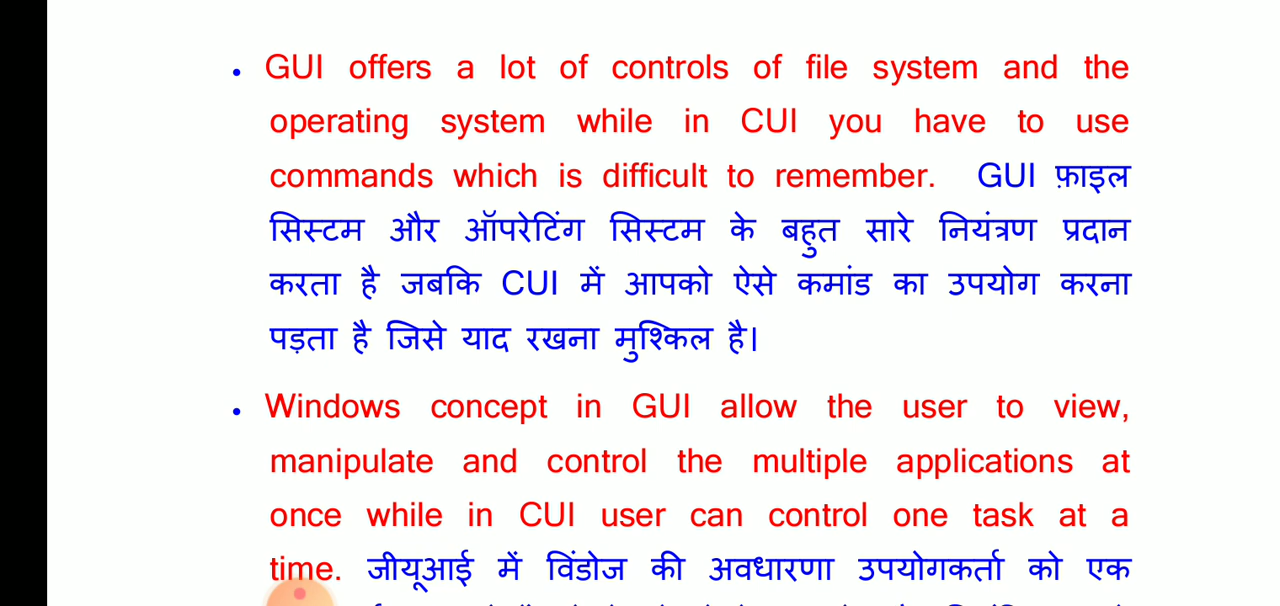 • GUI offers a lot of controls of file system and the
operating system while in CUI you have to use
commands which is difficult to remember. GUI फ़ाइल
सिस्टम और ऑपरेटिंग सिस्टम के बहुत सारे नियंत्रण प्रदान
करता है जबकि CUI में आपको ऐसे कमांड का उपयोग करना
पड़ता है जिसे याद रखना मुश्किल है।
• Windows concept in GUI allow the user to view,
manipulate and control the multiple applications at
once while in CUI user can control one task at a
time. जीयूआई में विंडोज की अवधारणा उपयोगकर्ता को एक